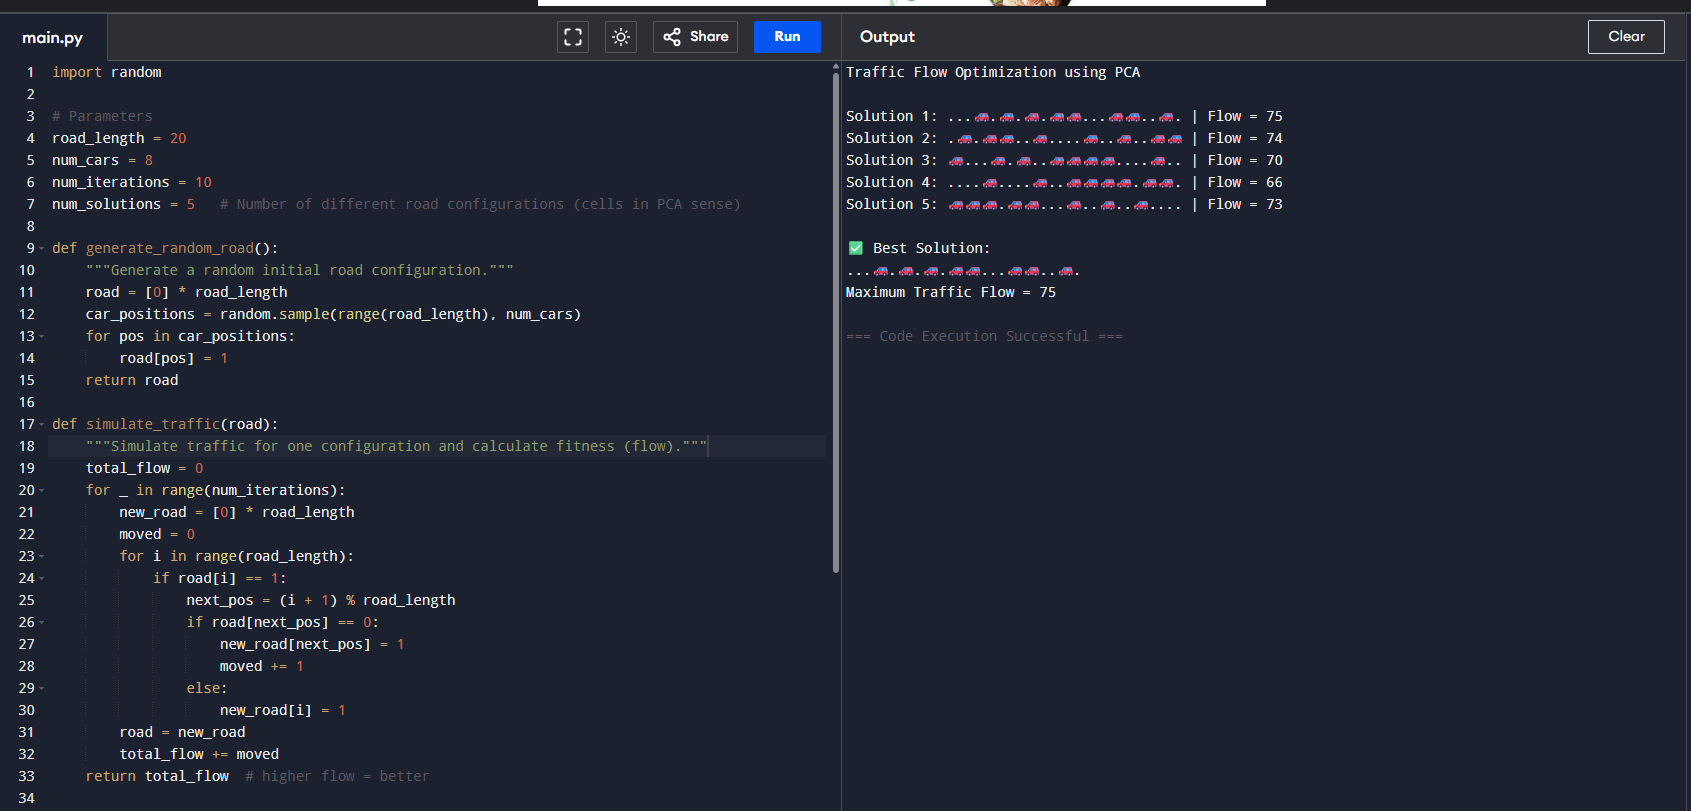 main.py
Share
Run
Output
Clear
1 import random
2
3 # Parameters
4 road_length = 20
5 num_cars = 8
6 num_iterations = 10
7 num_solutions = 5   # Number of different road configurations (cells in PCA sense)
8
9 def generate_random_road():
10     """Generate a random initial road configuration."""
11     road = [0] * road_length
12     car_positions = random.sample(range(road_length), num_cars)
13     for pos in car_positions:
14         road[pos] = 1
15     return road
16
17 def simulate_traffic(road):
18     """Simulate traffic for one configuration and calculate fitness (flow)."""
19     total_flow = 0
20     for _ in range(num_iterations):
21         new_road = [0] * road_length
22         moved = 0
23         for i in range(road_length):
24             if road[i] == 1:
25                 next_pos = (i + 1) % road_length
26                 if road[next_pos] == 0:
27                     new_road[next_pos] = 1
28                     moved += 1
29                 else:
30                     new_road[i] = 1
31         road = new_road
32         total_flow += moved
33     return total_flow  # higher flow = better
34
Traffic Flow Optimization using PCA
Solution 1: ...🚗.🚗.🚗.🚗🚗...🚗🚗..🚗. | Flow = 75
Solution 2: .🚗.🚗🚗..🚗....🚗..🚗..🚗🚗 | Flow = 74
Solution 3: 🚗...🚗..🚗..🚗🚗🚗🚗....🚗.. | Flow = 70
Solution 4: ....🚗....🚗..🚗🚗🚗🚗.🚗🚗. | Flow = 66
Solution 5: 🚗🚗🚗.🚗🚗...🚗..🚗..🚗.... | Flow = 73
✅ Best Solution:
...🚗.🚗.🚗.🚗🚗...🚗🚗..🚗.
Maximum Traffic Flow = 75
=== Code Execution Successful ===